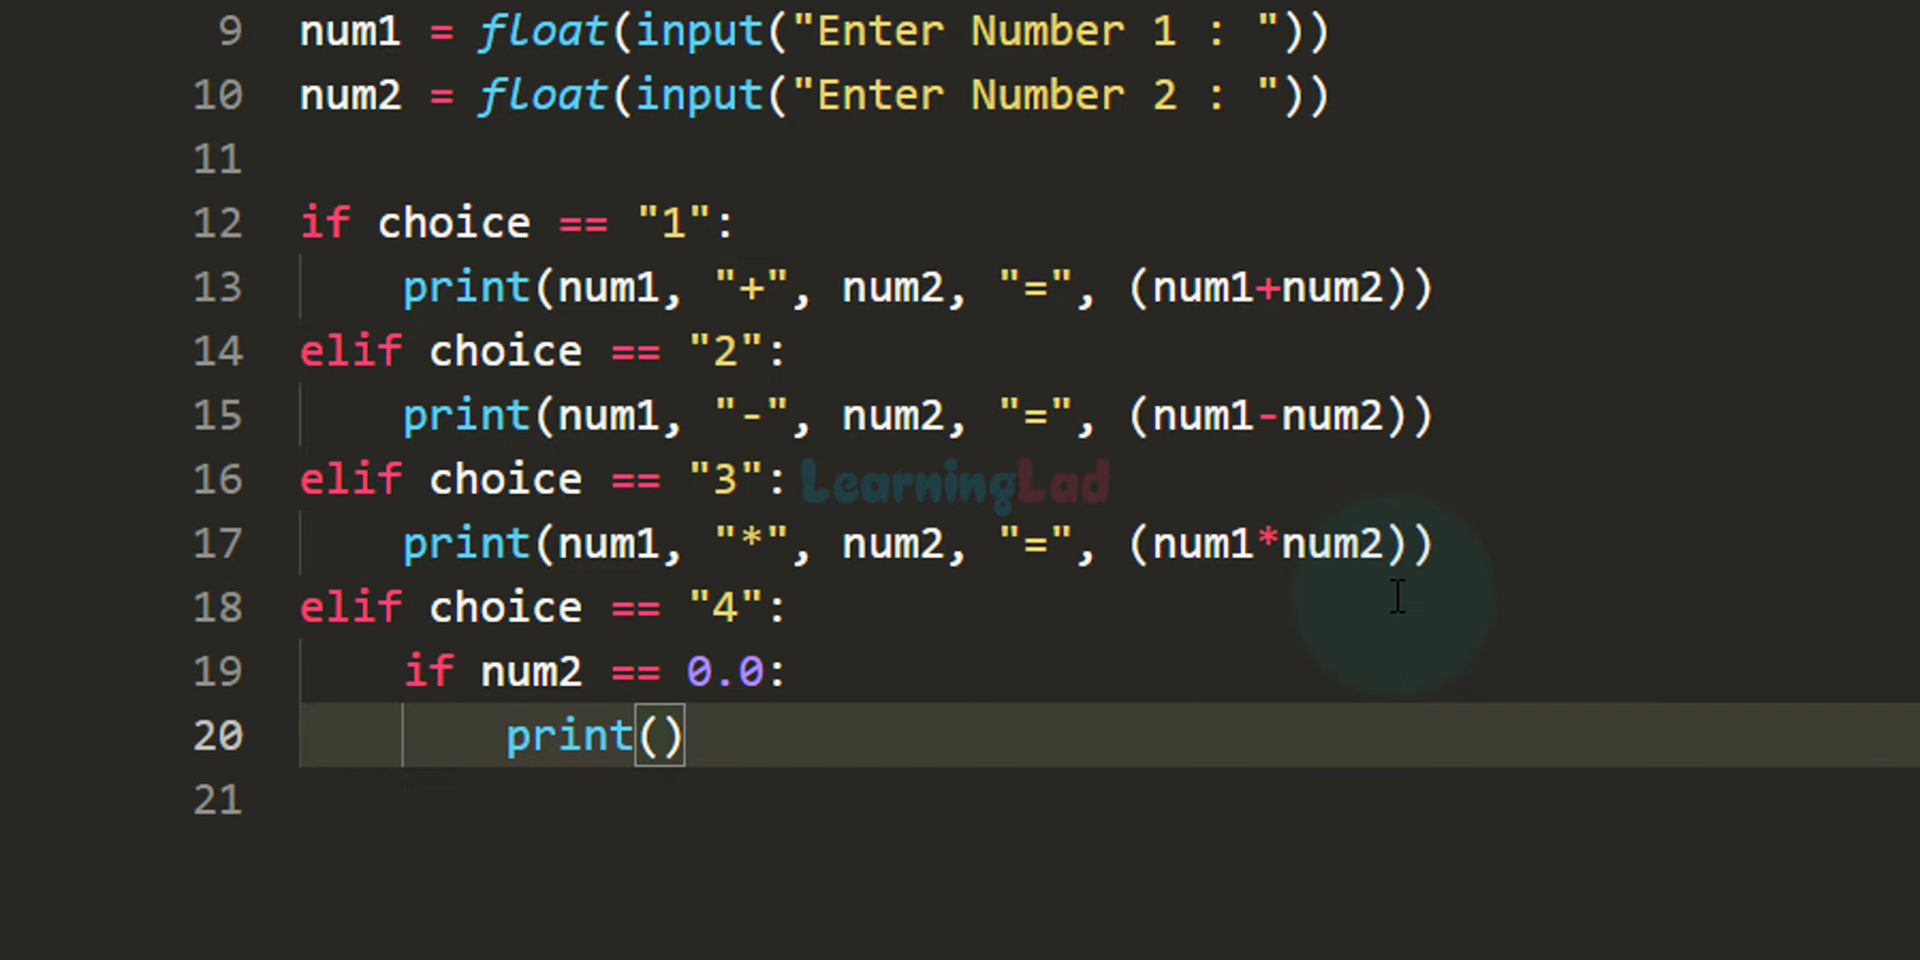 9 num1 = float(input("Enter Number 1 : "))
10 num2 = float(input("Enter Number 2 : "))
11
12 if choice == "1":
13     print(num1, "+", num2, "=", (num1+num2))
14 elif choice == "2":
15     print(num1, "-", num2, "=", (num1-num2))
16 elif choice == "3":
LearningLad
17     print(num1, "*", num2, "=", (num1*num2))
18 elif choice == "4":
19     if num2 == 0.0:
20         print()
21